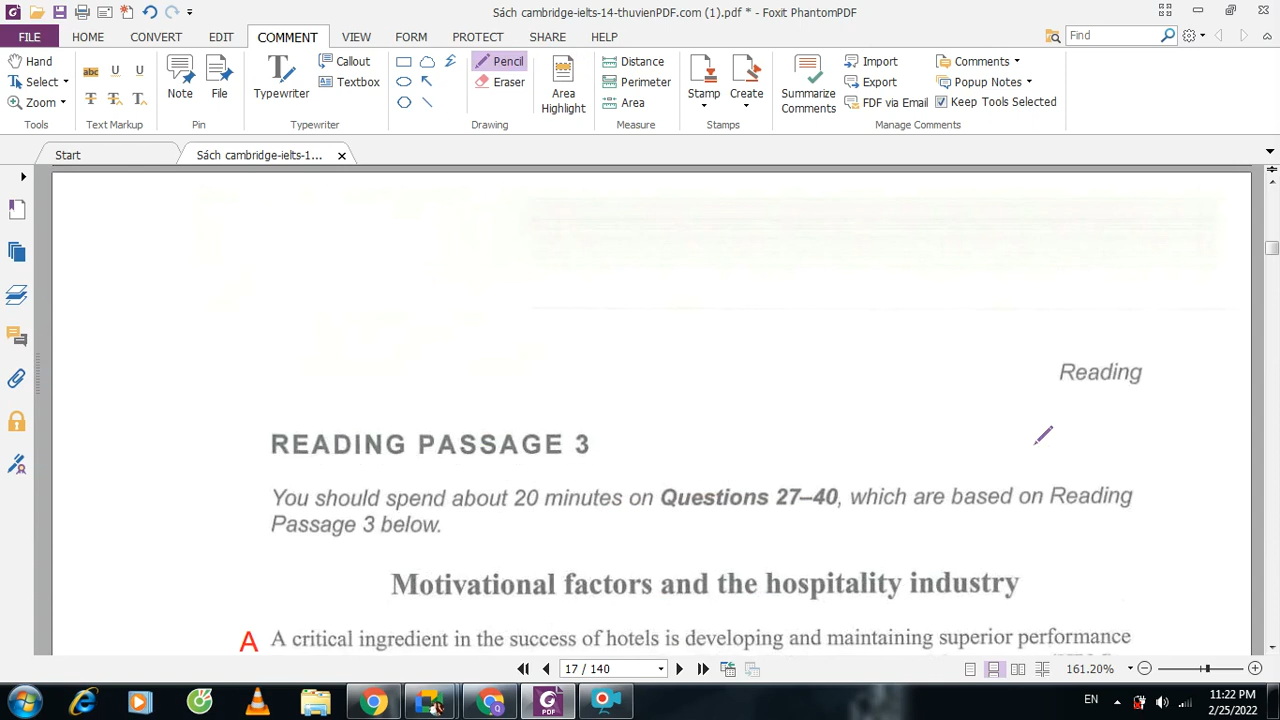 Sách cambridge-ielts-14-thuvienPDF.com (1).pdf * - Foxit PhantomPDF
FILE HOME CONVERT EDIT COMMENT VIEW FORM PROTECT SHARE HELP
Find
Hand
Select
Zoom
Tools
abc U U
T T T
Text Markup
Note
File
Pin
Typewriter
Callout
Textbox
Typewriter
Pencil
Eraser
Drawing
Area
Highlight
Distance
Perimeter
Area
Measure
Stamp
Create
Stamps
Summarize
Comments
Import
Export
FDF via Email
Comments
Popup Notes
Keep Tools Selected
Manage Comments
Start
Sách cambridge-ielts-1...
Reading
READING PASSAGE 3
You should spend about 20 minutes on Questions 27–40, which are based on Reading
Passage 3 below.
Motivational factors and the hospitality industry
A A critical ingredient in the success of hotels is developing and maintaining superior performance
17 / 140
161.20%
PDF
EN
11:22 PM
2/25/2022